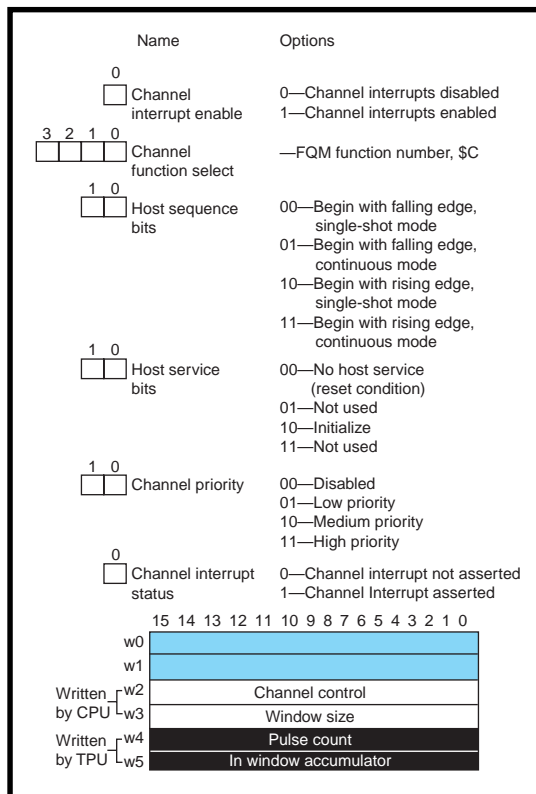 Name Options
0
Channel interrupt enable
0—Channel interrupts disabled
1—Channel interrupts enabled
3 2 1 0
Channel function select
—FQM function number, $C
1 0
Host sequence bits
00—Begin with falling edge,
single-shot mode
01—Begin with falling edge,
continuous mode
10—Begin with rising edge,
single-shot mode
11—Begin with rising edge,
continuous mode
1 0
Host service bits
00—No host service
(reset condition)
01—Not used
10—Initialize
11—Not used
1 0
Channel priority
00—Disabled
01—Low priority
10—Medium priority
11—High priority
0
Channel interrupt status
0—Channel interrupt not asserted
1—Channel Interrupt asserted
15 14 13 12 11 10 9 8 7 6 5 4 3 2 1 0
w0
w1
Written by CPU
w2 Channel control
w3 Window size
Written by TPU
w4 Pulse count
w5 In window accumulator